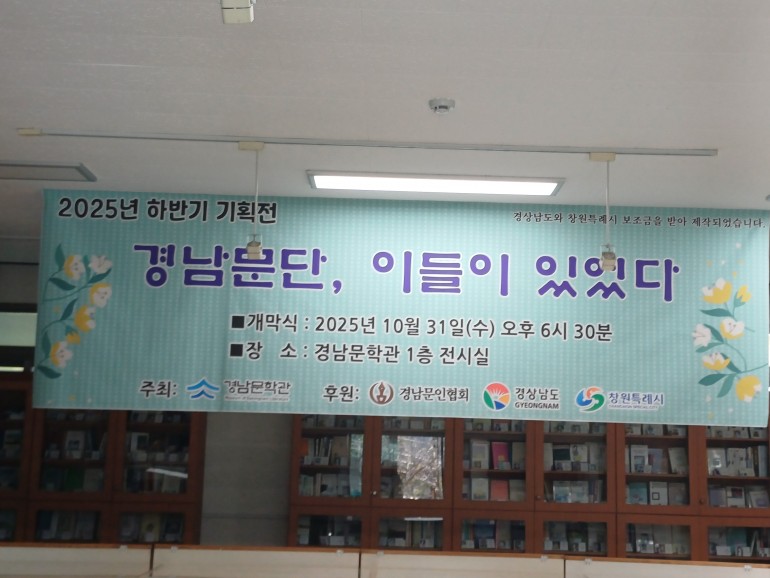 2025년 하반기 기획전
경상남도와 창원특례시 보조금을 받아 제작되었습니다.
경남문단, 이들이 있었다
■개막식 : 2025년 10월 31일(수) 오후 6시 30분
■장 소 : 경남문학관 1층 전시실
주최: 경남문학관 후원: 경남문인협회 경상남도 GYEONGNAM 창원특례시